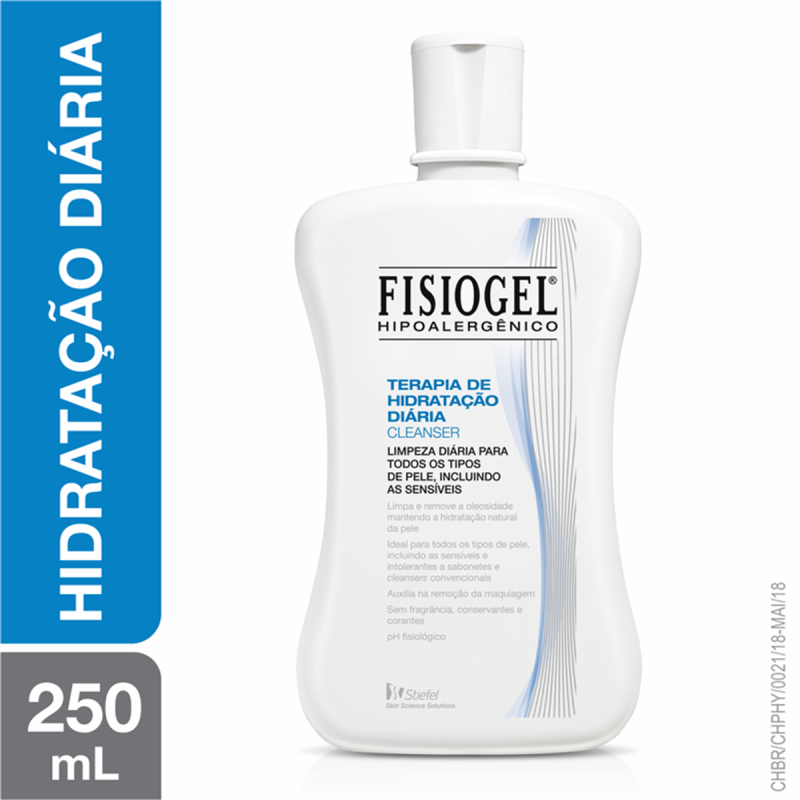 HIDRATAÇÃO DIÁRIA
250
mL
FISIOGEL®
HIPOALERGÊNICO
TERAPIA DE
HIDRATAÇÃO
DIÁRIA
CLEANSER
LIMPEZA DIÁRIA PARA
TODOS OS TIPOS
DE PELE, INCLUINDO
AS SENSÍVEIS
Limpa e remove a oleosidade
mantendo a hidratação natural
da pele
Ideal para todos os tipos de pele,
incluindo as sensíveis e
intolerantes a sabonetes e
cleansers convencionais
Auxilia na remoção da maquiagem
Sem fragrância, conservantes e
corantes
pH fisiológico
Stiefel
Skin Science Solutions
CHBR/CHPHY/0021/18-MAI/18